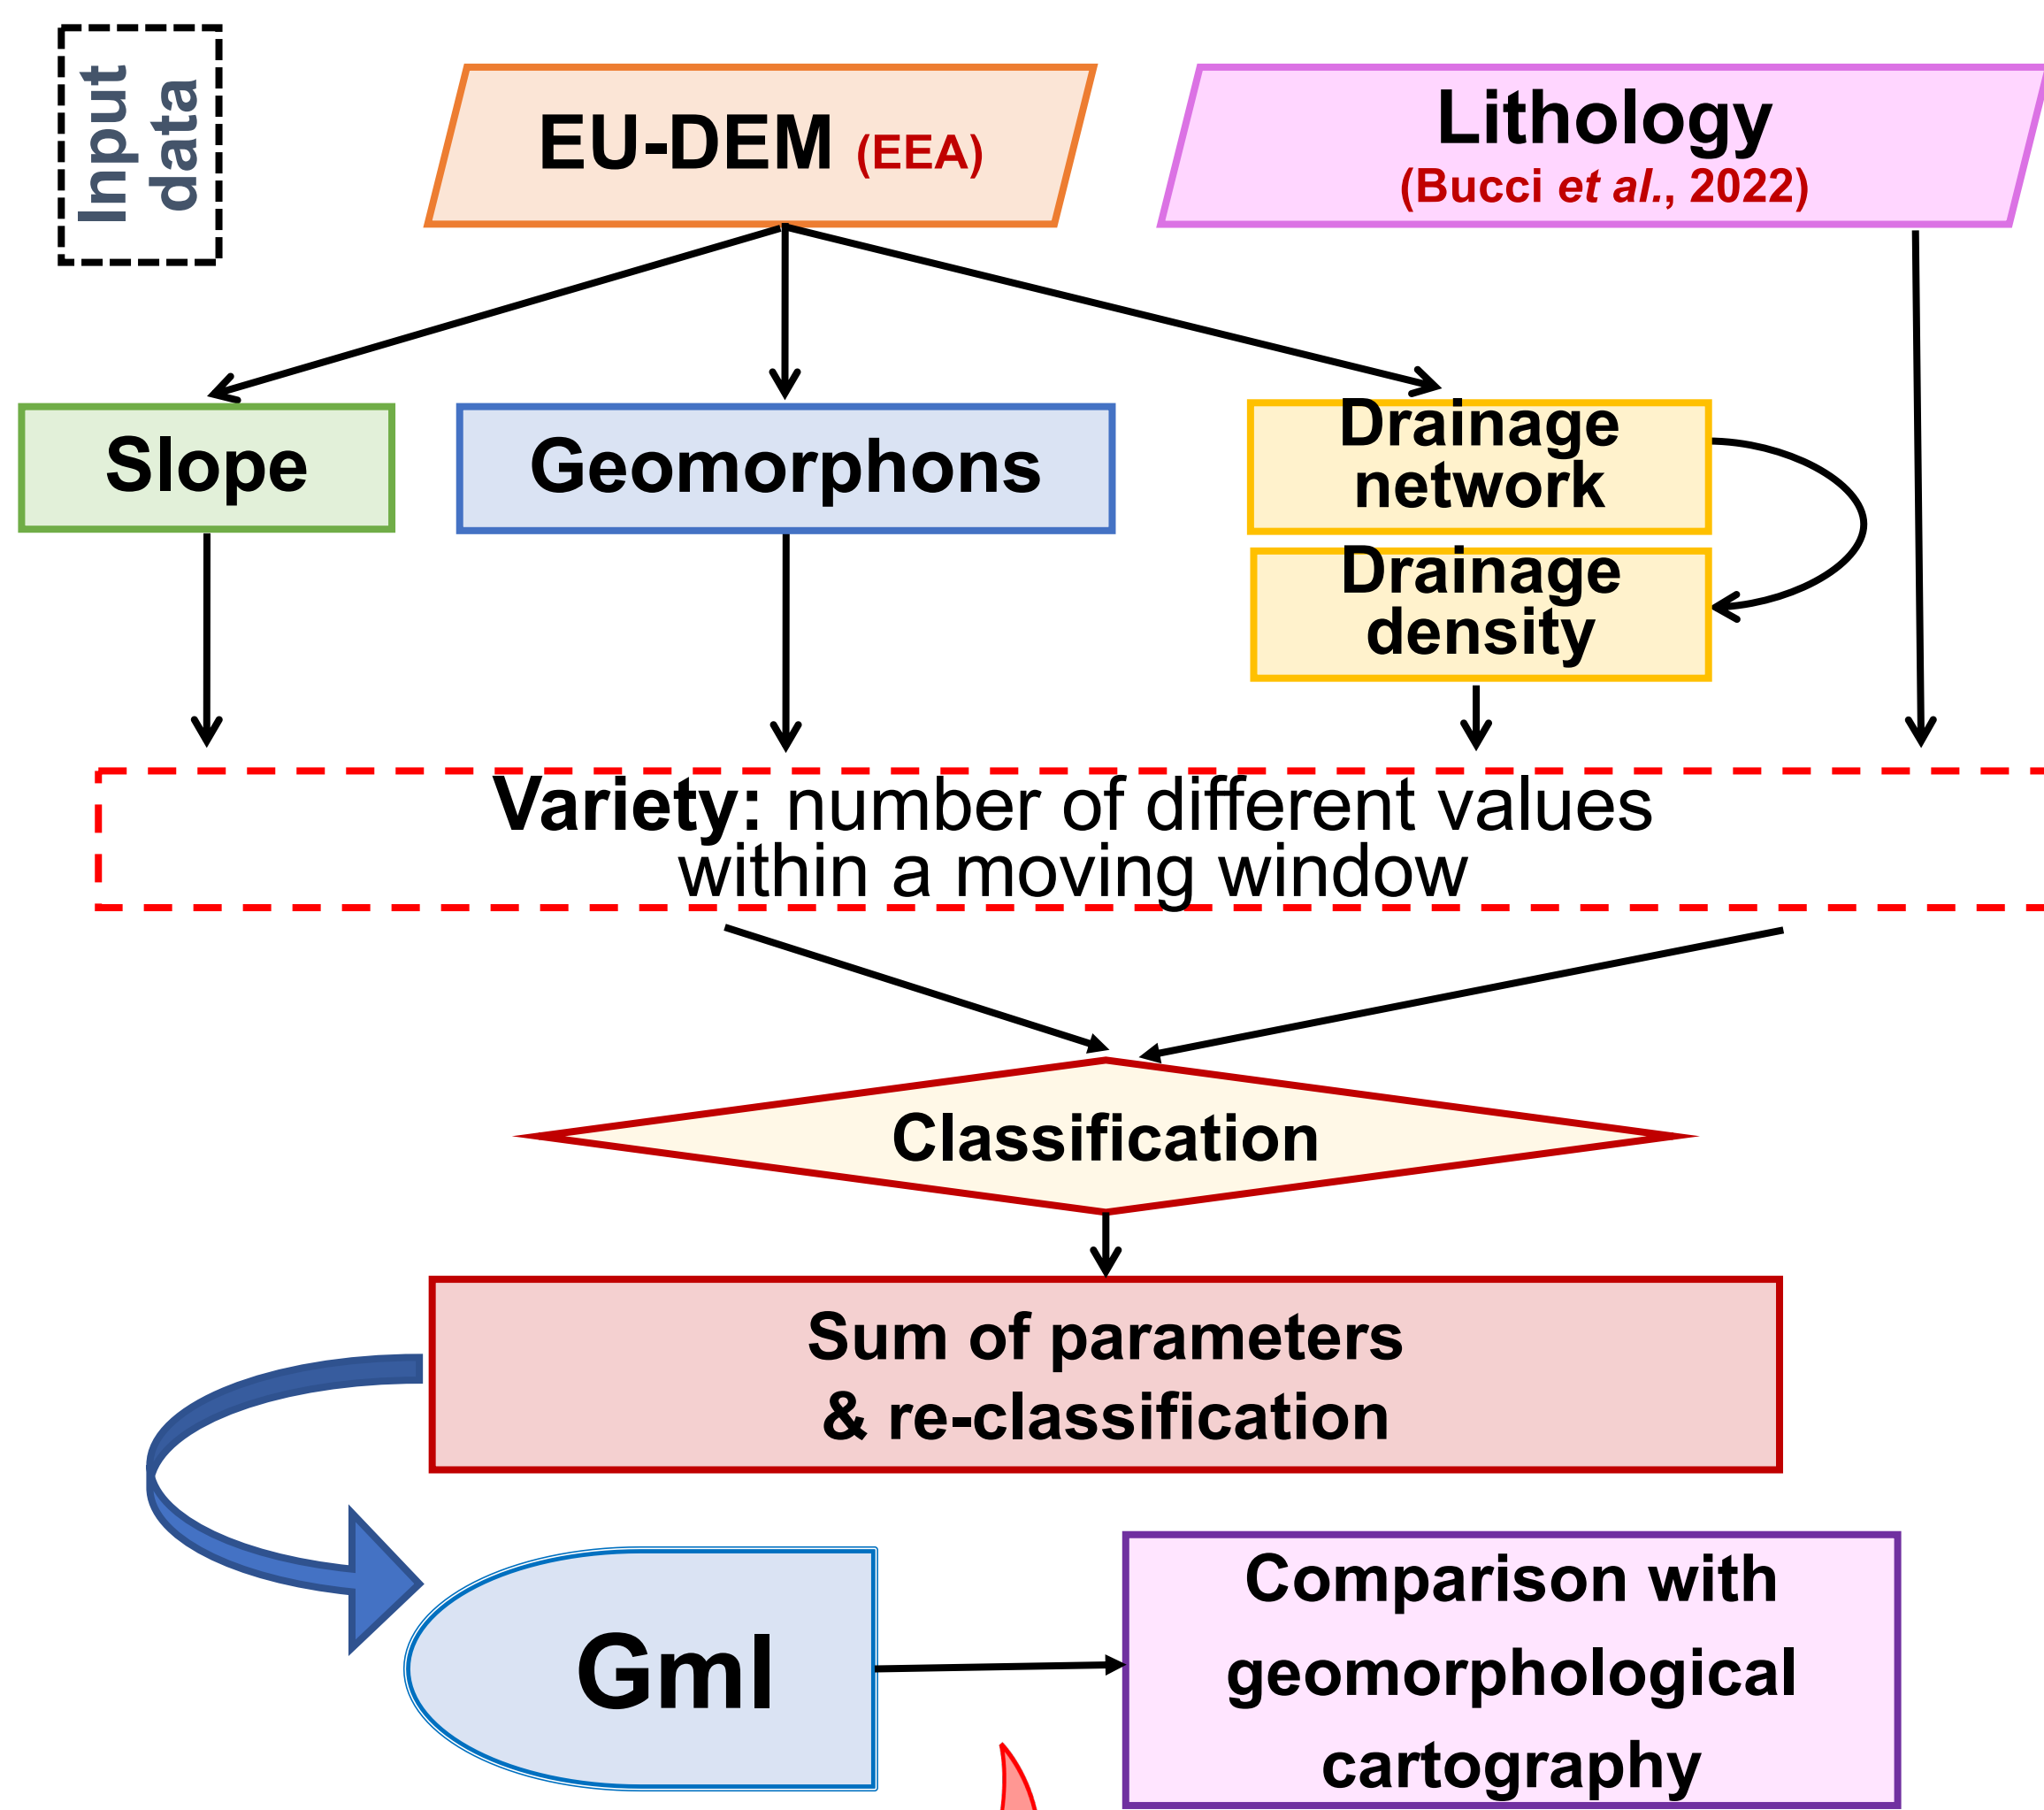 Input
data
EU-DEM (EEA)
Lithology
(Bucci et al., 2022)
Slope
Geomorphons
Drainage
network
Drainage
density
Variety: number of different values
within a moving window
Classification
Sum of parameters
& re-classification
GmI
Comparison with
geomorphological
cartography